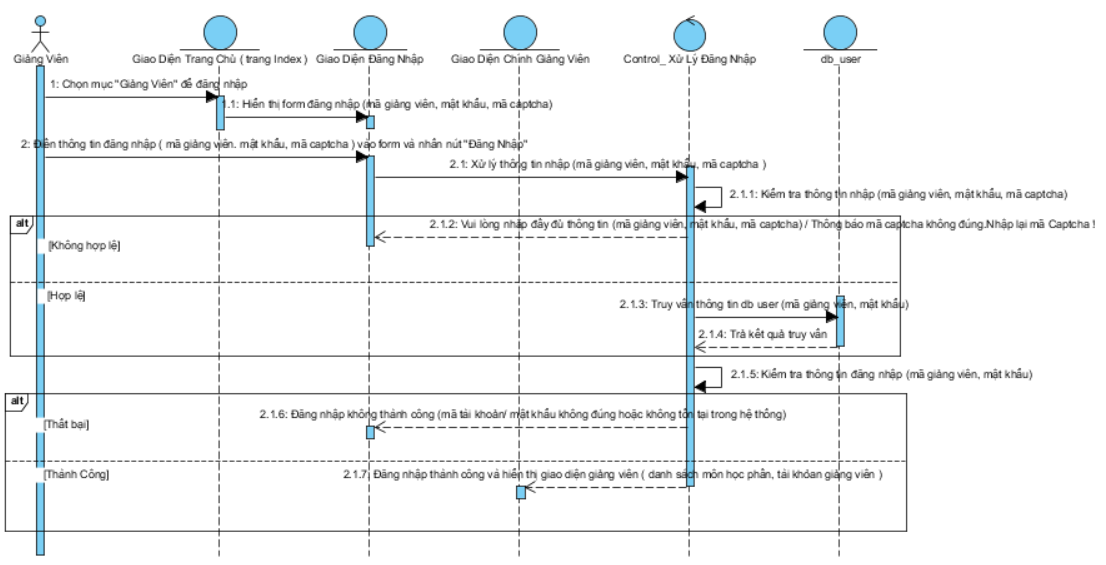 Giảng Viên
Giao Diện Trang Chủ ( trang Index )
Giao Diện Đăng Nhập
Giao Diện Chính Giảng Viên
Control_ Xử Lý Đăng Nhập
db_user
1: Chọn mục "Giảng Viên" để đăng nhập
1.1: Hiển thị form đăng nhập (mã giảng viên, mật khẩu, mã captcha)
2: Điền thông tin đăng nhập ( mã giảng viên. mật khẩu, mã captcha ) vào form và nhấn nút "Đăng Nhập"
2.1: Xử lý thông tin nhập (mã giảng viên, mật khẩu, mã captcha )
2.1.1: Kiểm tra thông tin nhập (mã giảng viên, mật khẩu, mã captcha)
alt
2.1.2: Vui lòng nhập đầy đủ thông tin (mã giảng viên, mật khẩu, mã captcha) / Thông báo mã captcha không đúng.Nhập lại mã Captcha !
[Không hợp lệ]
[Hợp lệ]
2.1.3: Truy vấn thông tin db user (mã giảng viên, mật khẩu)
2.1.4: Trả kết quả truy vấn
2.1.5: Kiểm tra thông tin đăng nhập (mã giảng viên, mật khẩu)
alt
2.1.6: Đăng nhập không thành công (mã tài khoản/ mật khẩu không đúng hoặc không tồn tại trong hệ thống)
[Thất bại]
[Thành Công]
2.1.7: Đăng nhập thành công và hiển thị giao diện giảng viên ( danh sách môn học phần, tài khỏan giảng viên )